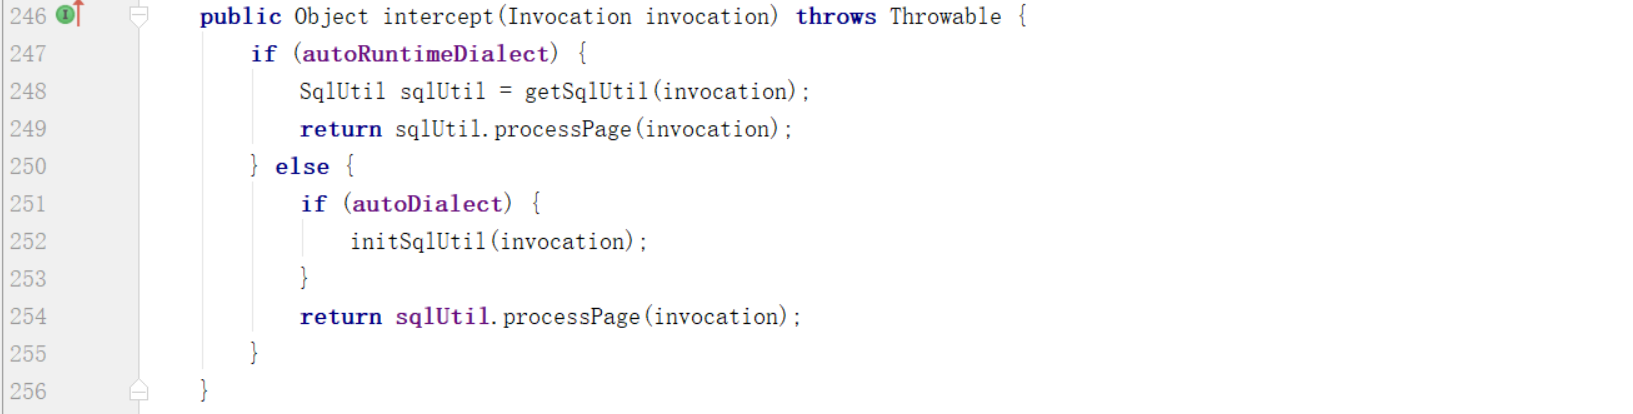 246 public Object intercept(Invocation invocation) throws Throwable {
247 if (autoRuntimeDialect) {
248 SqlUtil sqlUtil = getSqlUtil(invocation);
249 return sqlUtil.processPage(invocation);
250 } else {
251 if (autoDialect) {
252 initSqlUtil(invocation);
253 }
254 return sqlUtil.processPage(invocation);
255 }
256 }